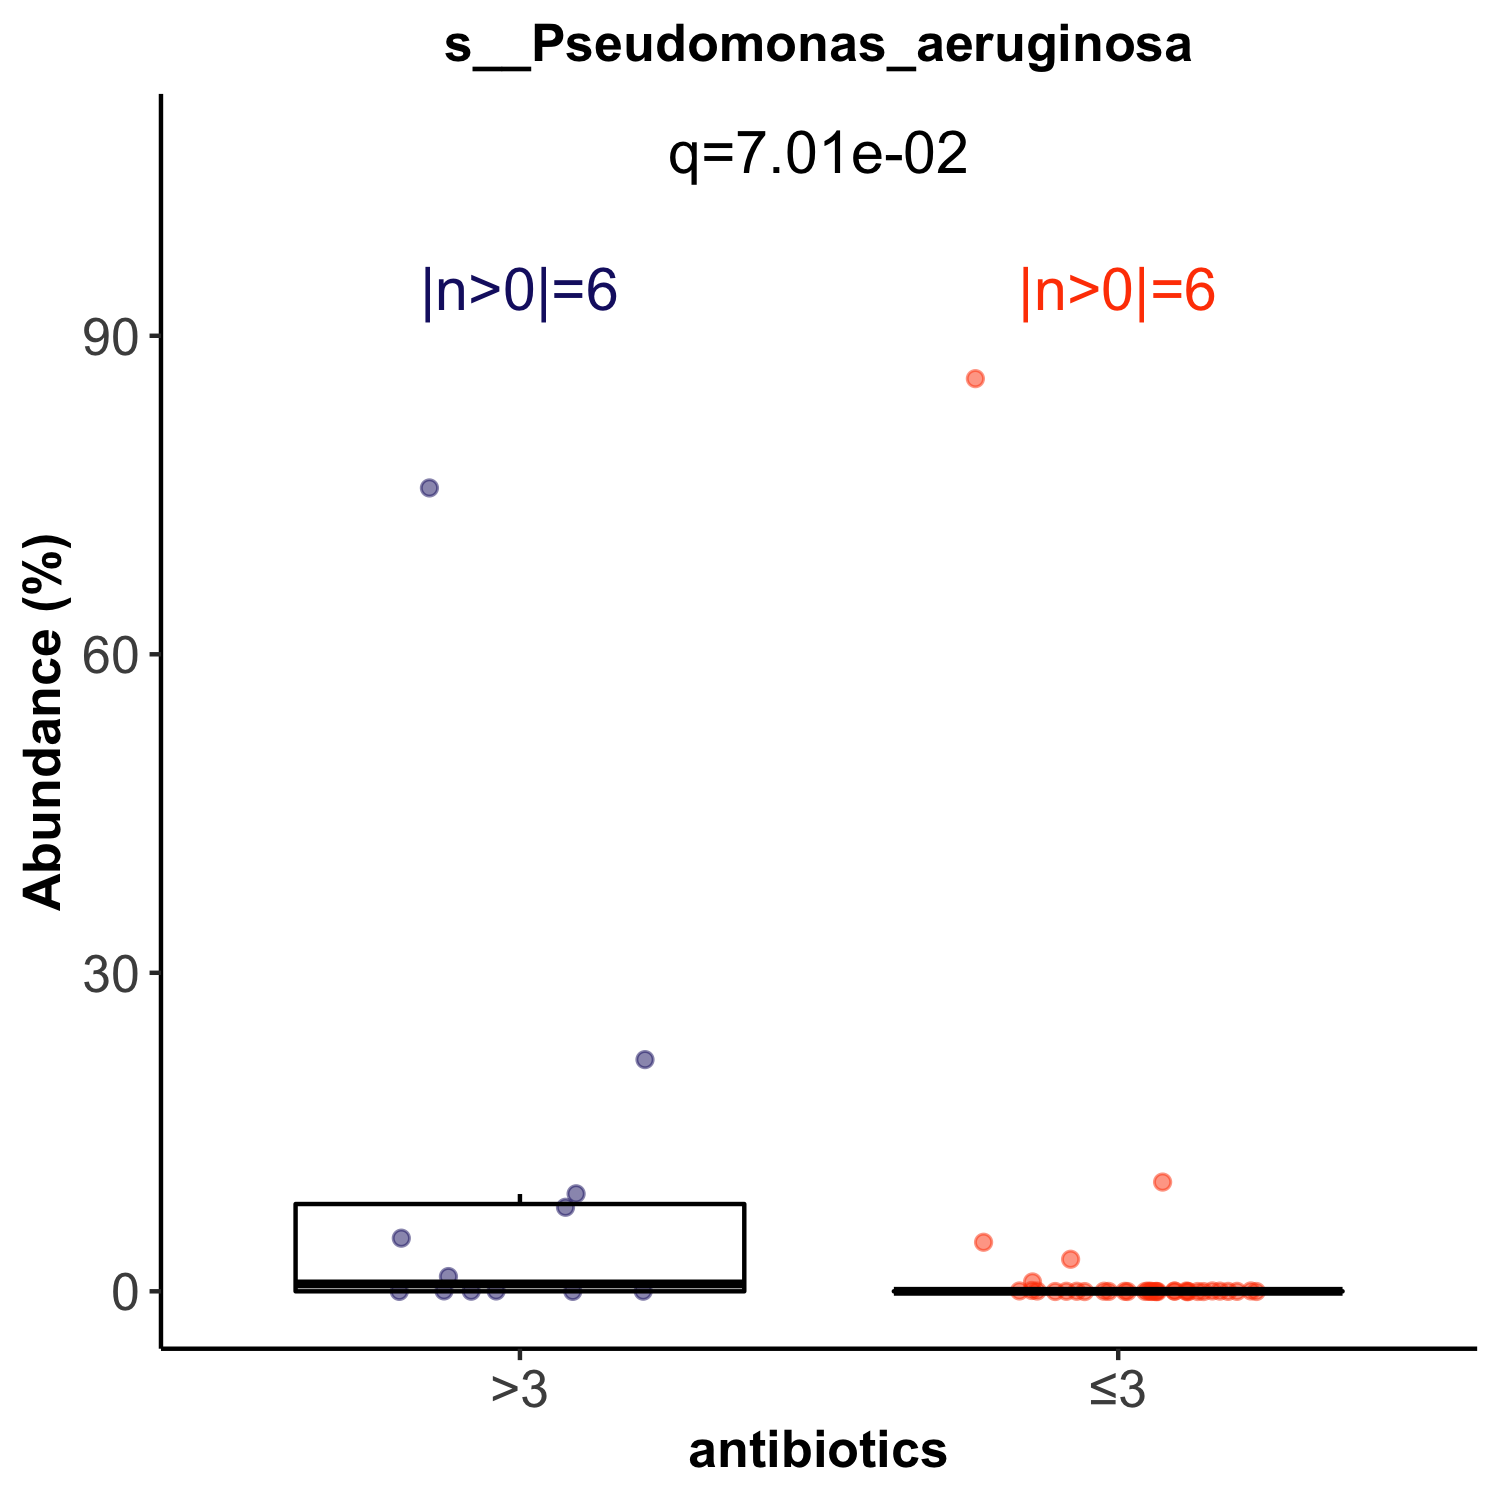 s__Pseudomonas_aeruginosa
q=7.01e-02
|n>0|=6 |n>0|=6
90
60
30
0
Abundance (%)
>3 ≤3
antibiotics